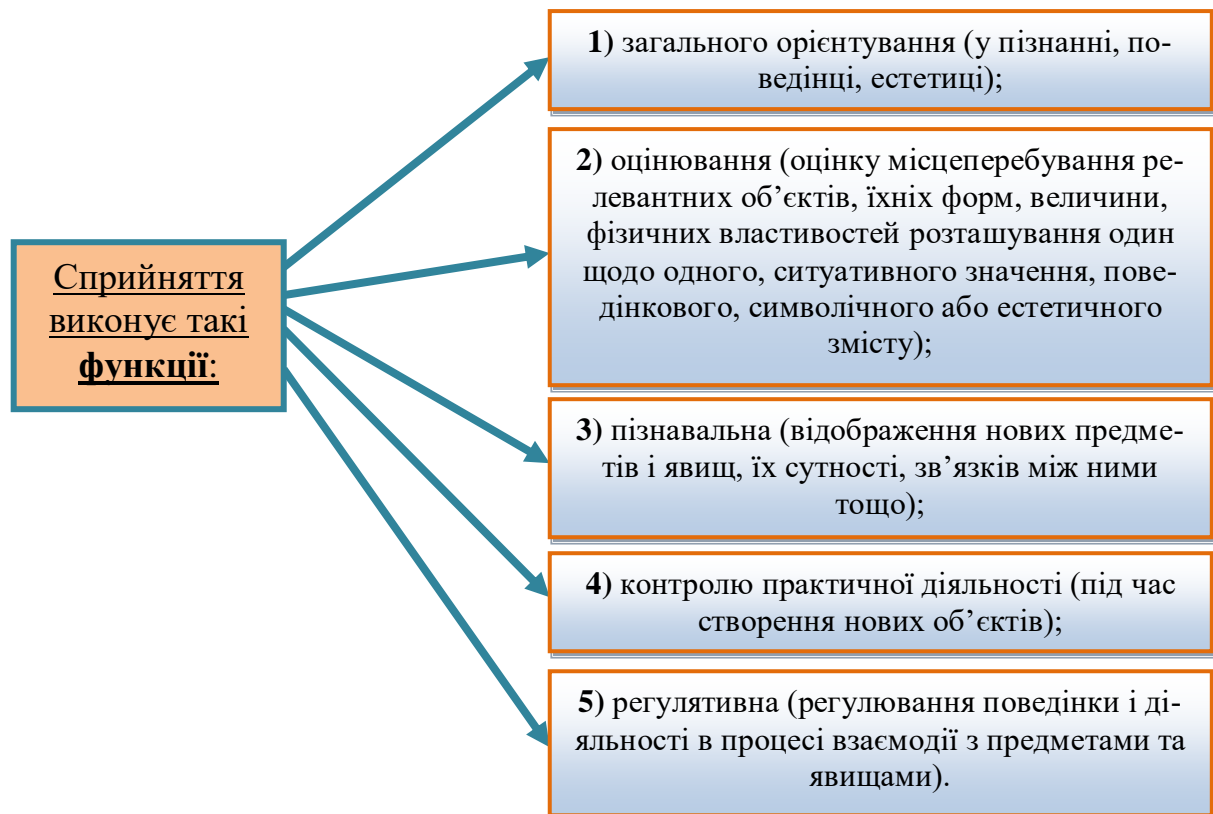 Сприйняття
виконує такі
функції:
1) загального орієнтування (у пізнанні, по-
ведінці, естетиці);
2) оцінювання (оцінку місцеперебування ре-
левантних об’єктів, їхніх форм, величини,
фізичних властивостей розташування один
щодо одного, ситуативного значення, пове-
дінкового, символічного або естетичного
змісту);
3) пізнавальна (відображення нових предме-
тів і явищ, їх сутності, зв’язків між ними
тощо);
4) контролю практичної діяльності (під час
створення нових об’єктів);
5) регулятивна (регулювання поведінки і ді-
яльності в процесі взаємодії з предметами та
явищами).